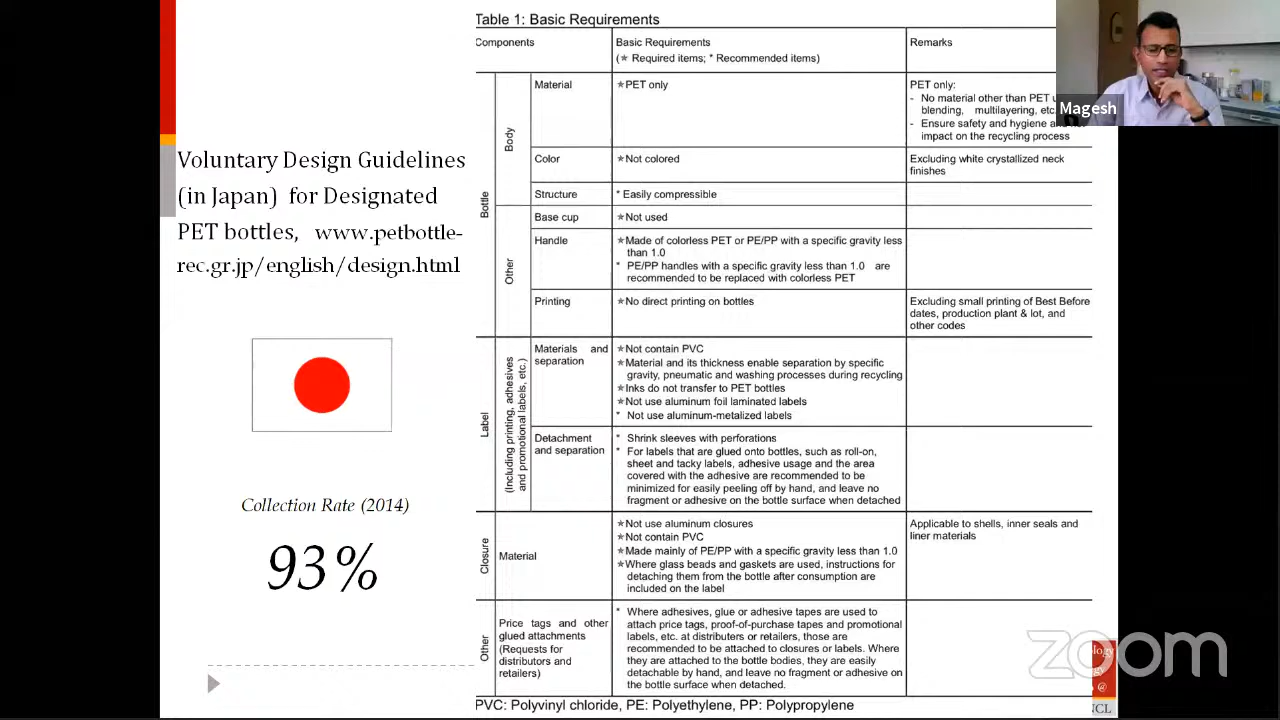 Voluntary Design Guidelines
(in Japan) for Designated
PET bottles, www.petbottle-
rec.gr.jp/english/design.html
Collection Rate (2014)
93%
Table 1: Basic Requirements
Components
Basic Requirements
(★ Required items; * Recommended items)
Remarks
Bottle
Body
Material
★PET only
PET only:
- No material other than PET
blending, multilayering, etc
- Ensure safety and hygiene
impact on the recycling process
Color
★Not colored
Excluding white crystallized neck
finishes
Structure
* Easily compressible
Other
Base cup
★Not used
Handle
★Made of colorless PET or PE/PP with a specific gravity less
than 1.0
* PE/PP handles with a specific gravity less than 1.0 are
recommended to be replaced with colorless PET
Printing
★No direct printing on bottles
Excluding small printing of Best Before
dates, production plant & lot, and
other codes
Label
(Including printing, adhesives
and promotional labels, etc.)
Materials and
separation
★Not contain PVC
★Material and its thickness enable separation by specific
gravity, pneumatic and washing processes during recycling
★Inks do not transfer to PET bottles
★Not use aluminum foil laminated labels
* Not use aluminum-metalized labels
Detachment
and separation
* Shrink sleeves with perforations
* For labels that are glued onto bottles, such as roll-on,
sheet and tacky labels, adhesive usage and the area
covered with the adhesive are recommended to be
minimized for easily peeling off by hand, and leave no
fragment or adhesive on the bottle surface when detached
Closure
Material
★Not use aluminum closures
★Not contain PVC
★Made mainly of PE/PP with a specific gravity less than 1.0
★Where glass beads and gaskets are used, instructions for
detaching them from the bottle after consumption are
included on the label
Applicable to shells, inner seals and
liner materials
Other
Price tags and other
glued attachments
(Requests for
distributors and
retailers)
* Where adhesives, glue or adhesive tapes are used to
attach price tags, proof-of-purchase tapes and promotional
labels, etc. at distributors or retailers, those are
recommended to be attached to closures or labels. Where
they are attached to the bottle bodies, they are easily
detachable by hand, and leave no fragment or adhesive on
the bottle surface when detached.
PVC: Polyvinyl chloride, PE: Polyethylene, PP: Polypropylene
Magesh
zoom
@
NCL